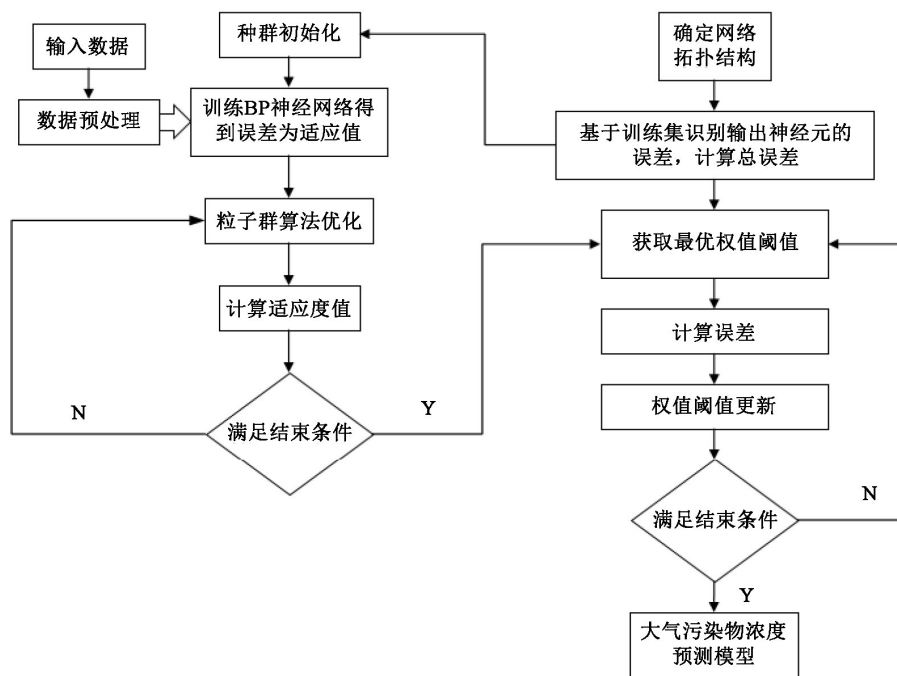 输入数据
数据预处理
种群初始化
训练BP神经网络得
到误差为适应值
粒子群算法优化
计算适应度值
满足结束条件
N
Y
确定网络
拓扑结构
基于训练集识别输出神经元的
误差，计算总误差
获取最优权值阈值
计算误差
权值阈值更新
满足结束条件
N
Y
大气污染物浓度
预测模型